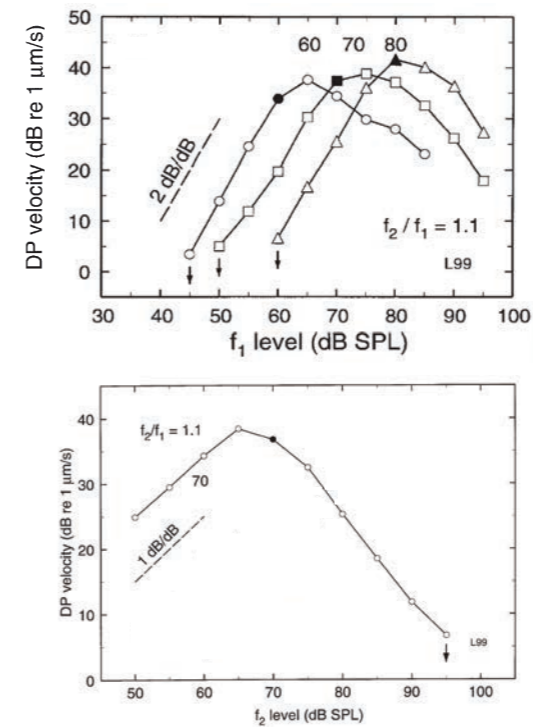 50
40
30
20
10
0
DP velocity (dB re 1 μm/s)
60 70 80
2 dB/dB
f₂ / f₁ = 1.1
L99
30 40 50 60 70 80 90 100
f₁ level (dB SPL)
40
30
20
10
0
DP velocity (dB re 1 μm/s)
f₂/f₁ = 1.1
70
1 dB/dB
L99
50 60 70 80 90 100
f₂ level (dB SPL)